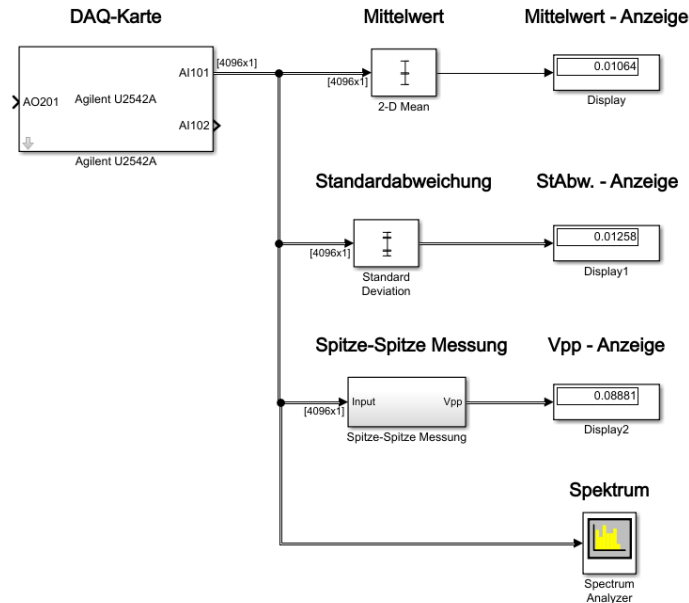 DAQ-Karte
Mittelwert
Mittelwert - Anzeige
AO201
Agilent U2542A
AI101
AI102
Agilent U2542A
[4096x1]
[4096x1]
2-D Mean
0.01064
Display
Standardabweichung
StAbw. - Anzeige
[4096x1]
Standard
Deviation
0.01258
Display1
Spitze-Spitze Messung
Vpp - Anzeige
[4096x1]
Input
Vpp
Spitze-Spitze Messung
0.08881
Display2
Spektrum
Spectrum
Analyzer